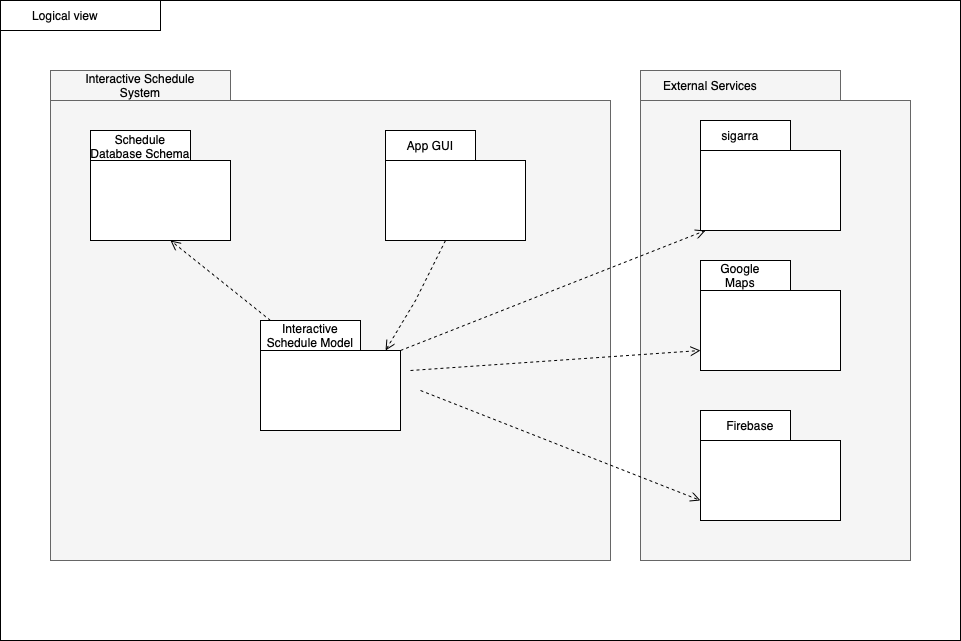 Logical view
Interactive Schedule
System
External Services
Schedule
Database Schema
App GUI
sigarra
Google
Maps
Interactive
Schedule Model
Firebase